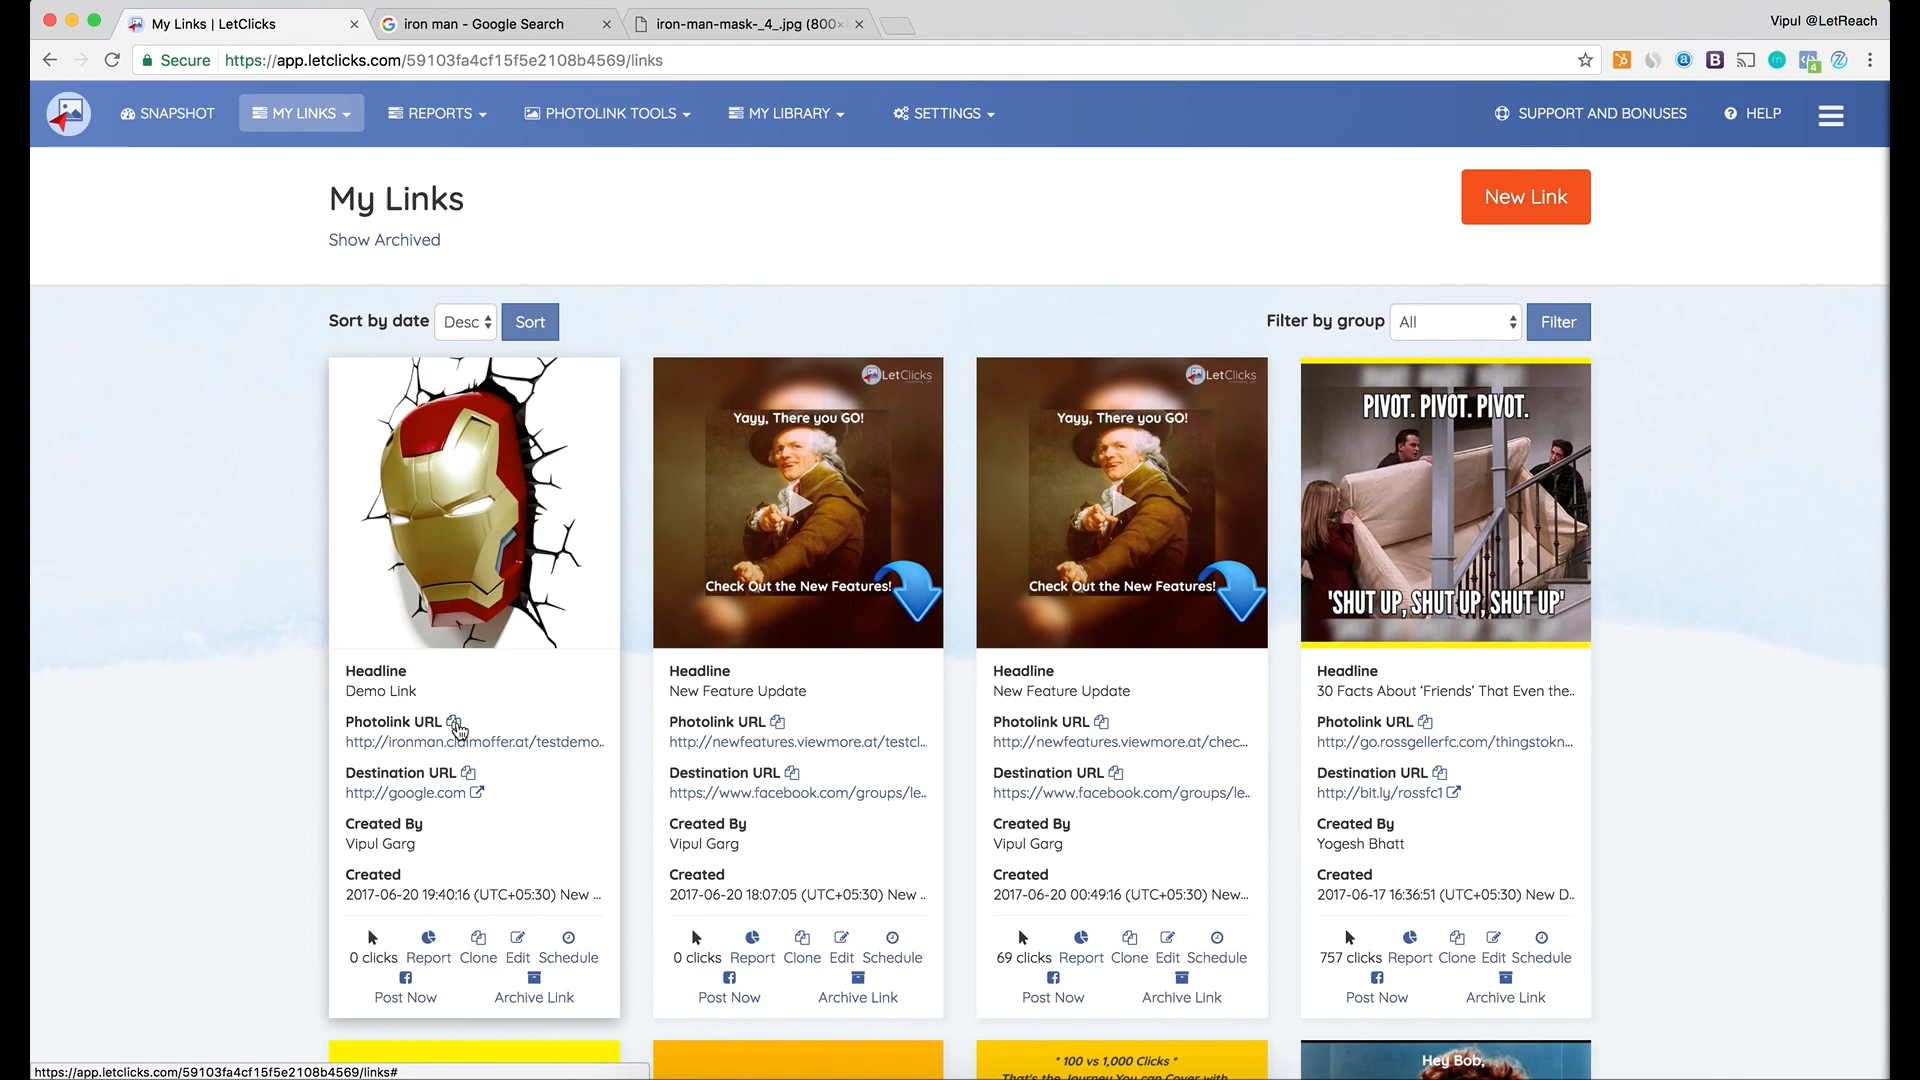 My Links | LetClicks
iron man - Google Search
iron-man-mask-_4_.jpg (800×
Vipul @LetReach
Secure
https://app.letclicks.com/59103fa4cf15f5e2108b4569/links
4
SNAPSHOT
MY LINKS
REPORTS
PHOTOLINK TOOLS
MY LIBRARY
SETTINGS
SUPPORT AND BONUSES
HELP
My Links
New Link
Show Archived
Sort by date
Desc
Sort
Filter by group
All
Filter
LetClicks
Yayy, There you GO!
Check Out the New Features!
LetClicks
Yayy, There you GO!
Check Out the New Features!
PIVOT. PIVOT. PIVOT.
'SHUT UP, SHUT UP, SHUT UP'
Headline
Demo Link
Photolink URL
http://ironman.claimoffer.at/testdemo..
Destination URL
http://google.com
Created By
Vipul Garg
Created
2017-06-20 19:40:16 (UTC+05:30) New ...
0 clicks Report Clone Edit Schedule
Post Now Archive Link
Headline
New Feature Update
Photolink URL
http://newfeatures.viewmore.at/testcl..
Destination URL
https://www.facebook.com/groups/le..
Created By
Vipul Garg
Created
2017-06-20 18:07:05 (UTC+05:30) New ..
0 clicks Report Clone Edit Schedule
Post Now Archive Link
Headline
New Feature Update
Photolink URL
http://newfeatures.viewmore.at/chec...
Destination URL
https://www.facebook.com/groups/le..
Created By
Vipul Garg
Created
2017-06-20 00:49:16 (UTC+05:30) New...
69 clicks Report Clone Edit Schedule
Post Now Archive Link
Headline
30 Facts About ‘Friends’ That Even the..
Photolink URL
http://go.rossgellerfc.com/thingstokn...
Destination URL
http://bit.ly/rossfc1
Created By
Yogesh Bhatt
Created
2017-06-17 16:36:51 (UTC+05:30) New D..
757 clicks Report Clone Edit Schedule
Post Now Archive Link
* 100 vs 1,000 Clicks *
That's the Journey You can Cover with
Hey Bob,
https://app.letclicks.com/59103fa4cf15f5e2108b4569/links#